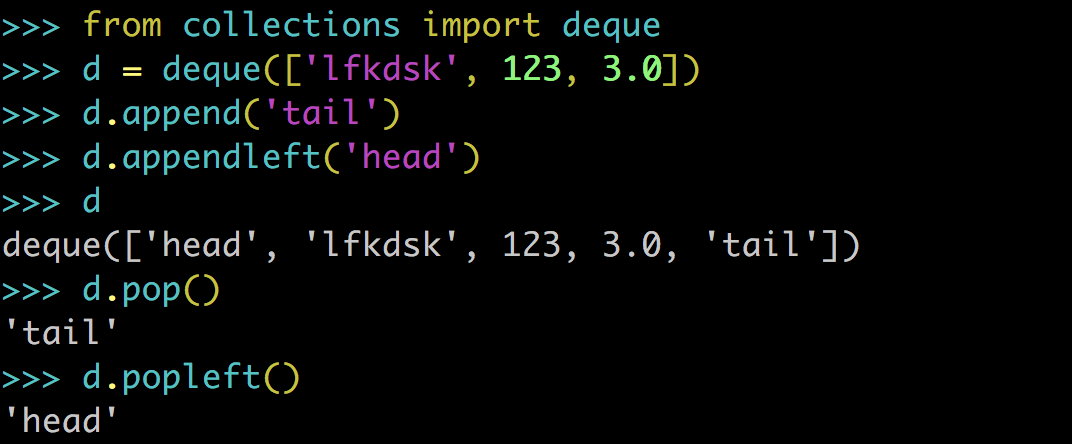 >>> from collections import deque
>>> d = deque(['lfkdsk', 123, 3.0])
>>> d.append('tail')
>>> d.appendleft('head')
>>> d
deque(['head', 'lfkdsk', 123, 3.0, 'tail'])
>>> d.pop()
'tail'
>>> d.popleft()
'head'